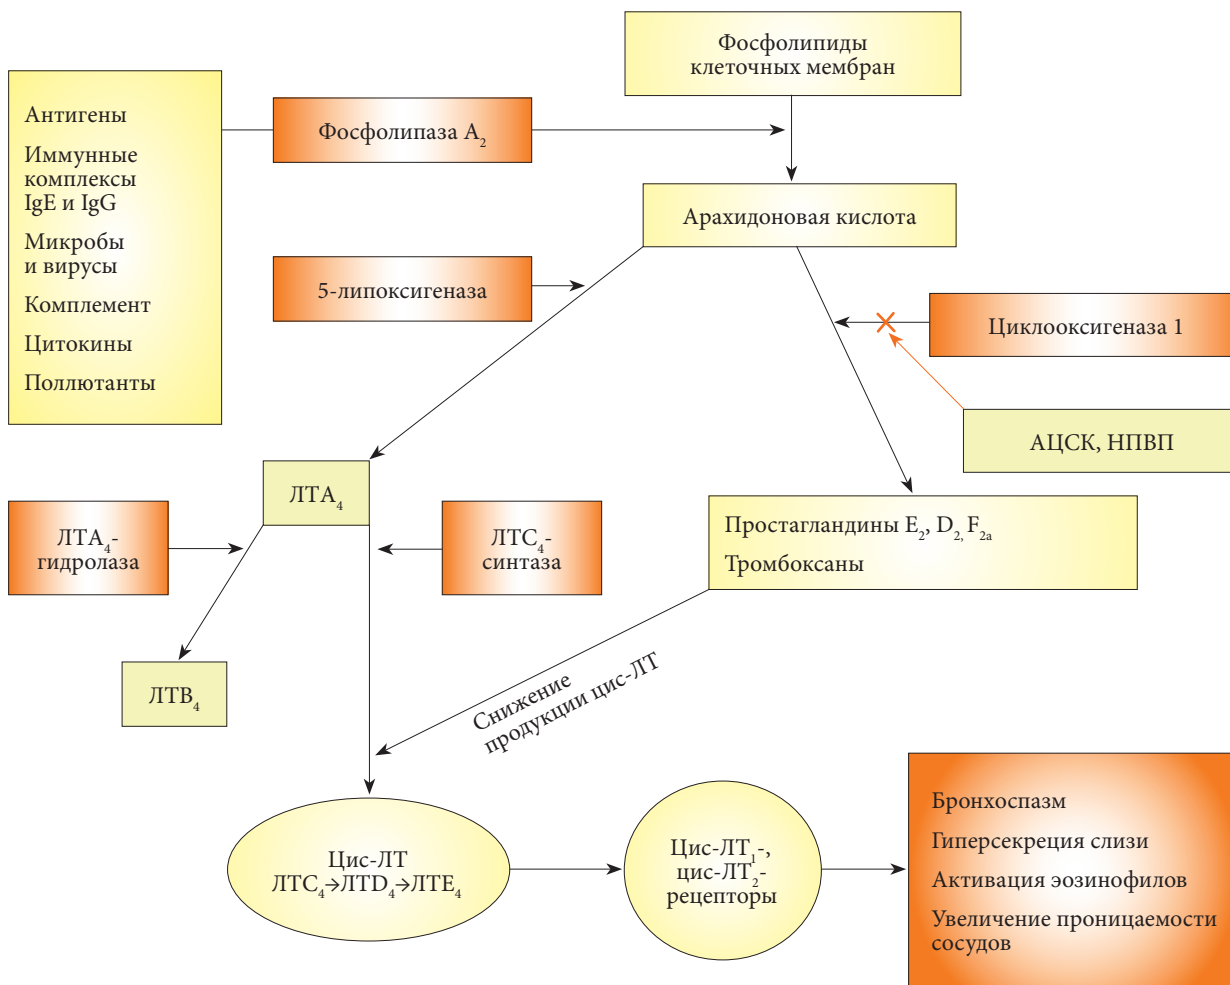 Фосфолипиды
клеточных мембран
Антигены
Иммунные
комплексы
IgE и IgG
Микробы
и вирусы
Комплемент
Цитокины
Поллютанты
Фосфолипаза A₂
Арахидоновая кислота
5-липоксигеназа
Циклооксигеназа 1
АЦСК, НПВП
ЛТА₄
ЛТА₄-
гидролаза
ЛТС₄-
синтаза
Простагландины E₂, D₂, F₂ₐ
Тромбоксаны
ЛТВ₄
Снижение
продукции цис-ЛТ
Цис-ЛТ
ЛТС₄→ЛТD₄→ЛТЕ₄
Цис-ЛТ₁-,
цис-ЛТ₂-
рецепторы
Бронхоспазм
Гиперсекреция слизи
Активация эозинофилов
Увеличение проницаемости
сосудов